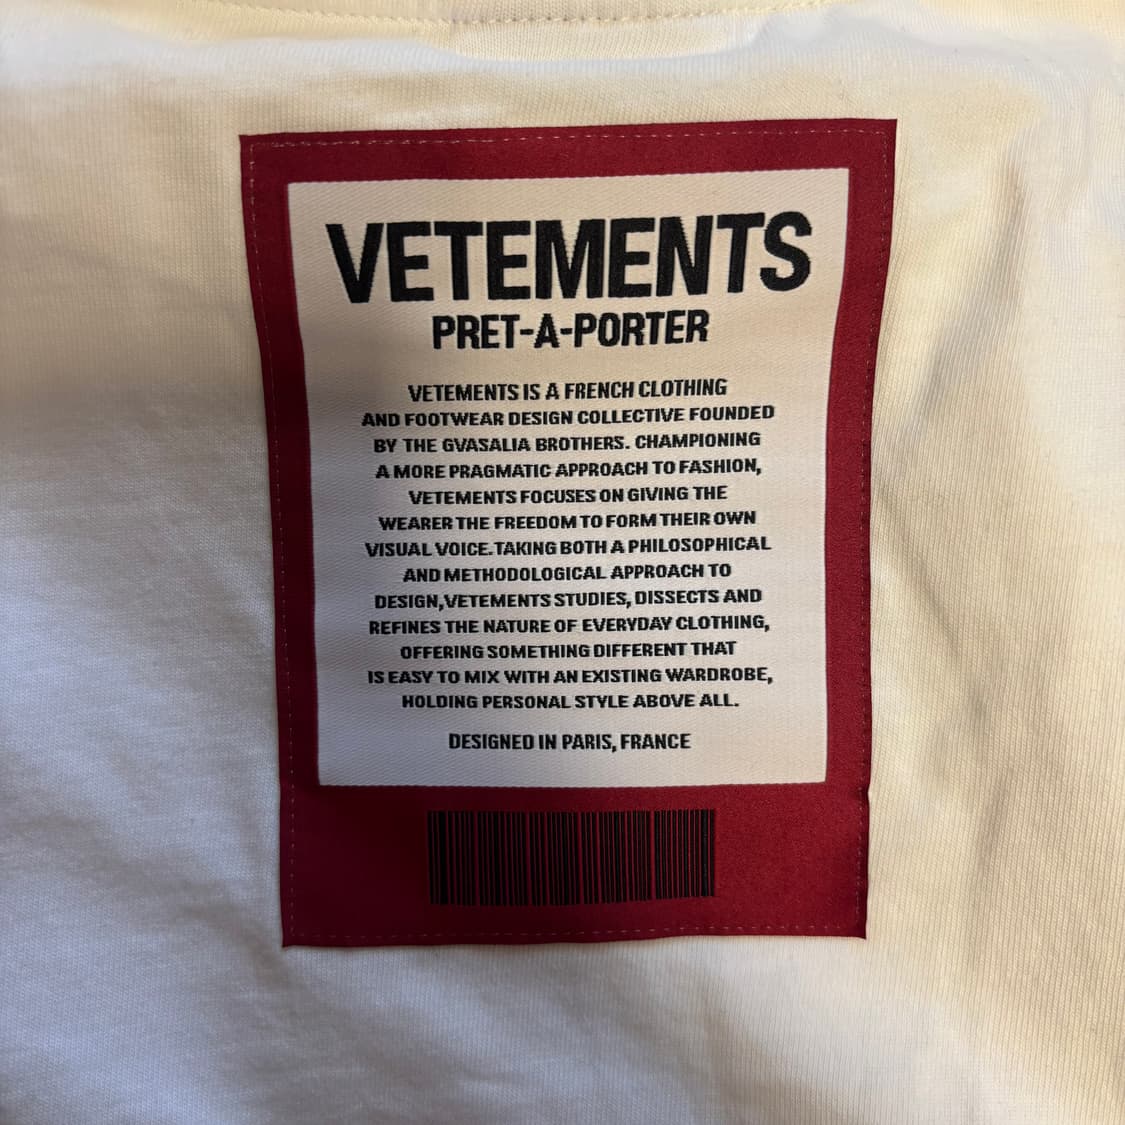 VETEMENTS
PRET-A-PORTER
VETEMENTS IS A FRENCH CLOTHING
AND FOOTWEAR DESIGN COLLECTIVE FOUNDED
BY THE GVASALIA BROTHERS. CHAMPIONING
A MORE PRAGMATIC APPROACH TO FASHION,
VETEMENTS FOCUSES ON GIVING THE
WEARER THE FREEDOM TO FORM THEIR OWN
VISUAL VOICE.TAKING BOTH A PHILOSOPHICAL
AND METHODOLOGICAL APPROACH TO
DESIGN,VETEMENTS STUDIES, DISSECTS AND
REFINES THE NATURE OF EVERYDAY CLOTHING,
OFFERING SOMETHING DIFFERENT THAT
IS EASY TO MIX WITH AN EXISTING WARDROBE,
HOLDING PERSONAL STYLE ABOVE ALL.
DESIGNED IN PARIS, FRANCE